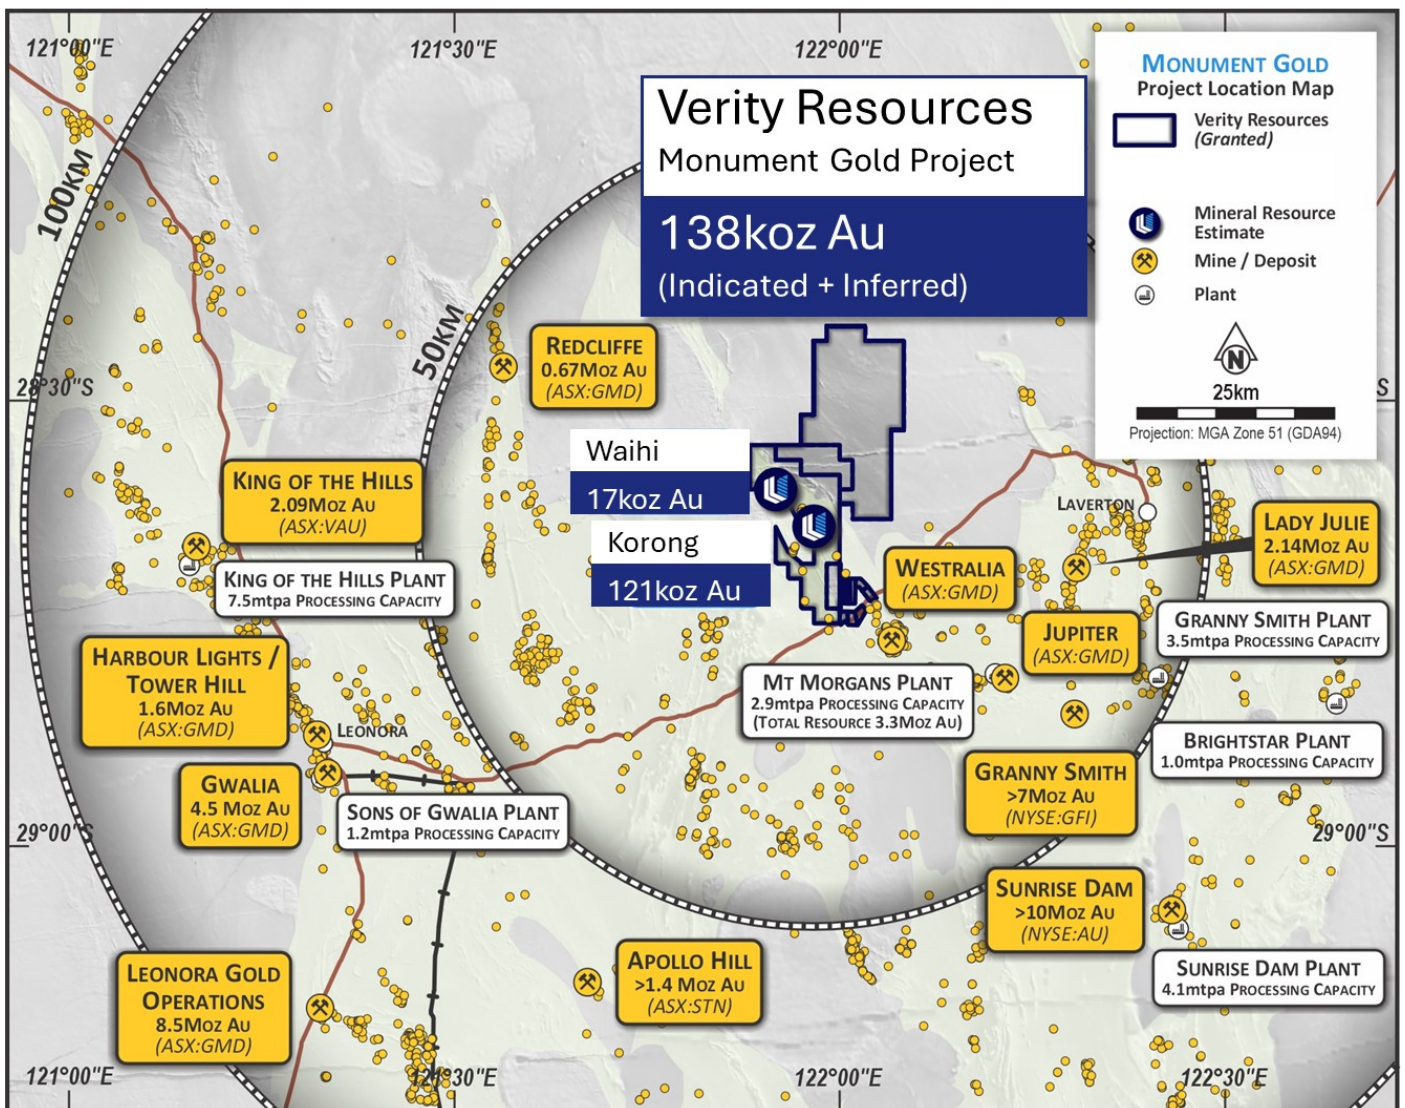 121°00"E
121°30"E
122°00"E
100KM
50KM
Verity Resources
Monument Gold Project
138koz Au
(Indicated + Inferred)
MONUMENT GOLD
Project Location Map
Verity Resources
(Granted)
Mineral Resource
Estimate
Mine / Deposit
Plant
N
25km
Projection: MGA Zone 51 (GDA94)
28°30"S
S
REDCLIFFE
0.67MOZ AU
(ASX:GMD)
Waihi
17koz Au
Korong
121koz Au
KING OF THE HILLS
2.09MOZ AU
(ASX:VAU)
KING OF THE HILLS PLANT
7.5mtpa PROCESSING CAPACITY
LAVERTON
LADY JULIE
2.14MOZ AU
(ASX:GMD)
WESTRALIA
(ASX:GMD)
GRANNY SMITH PLANT
3.5mtpa PROCESSING CAPACITY
JUPITER
(ASX:GMD)
HARBOUR LIGHTS /
TOWER HILL
1.6MOZ AU
(ASX:GMD)
LEONORA
MT MORGANS PLANT
2.9mtpa PROCESSING CAPACITY
(TOTAL RESOURCE 3.3MOZ AU)
BRIGHTSTAR PLANT
1.0mtpa PROCESSING CAPACITY
GWALIA
4.5 MOZ AU
(ASX:GMD)
SONS OF GWALIA PLANT
1.2mtpa PROCESSING CAPACITY
GRANNY SMITH
>7MOZ AU
(NYSE:GFI)
29°00"S
29°00"S
SUNRISE DAM
>10MOZ AU
(NYSE:AU)
SUNRISE DAM PLANT
4.1mtpa PROCESSING CAPACITY
LEONORA GOLD
OPERATIONS
8.5MOZ AU
(ASX:GMD)
APOLLO HILL
>1.4 MOZ AU
(ASX:STN)
121°00"E
121°30"E
122°00"E
122°30"E